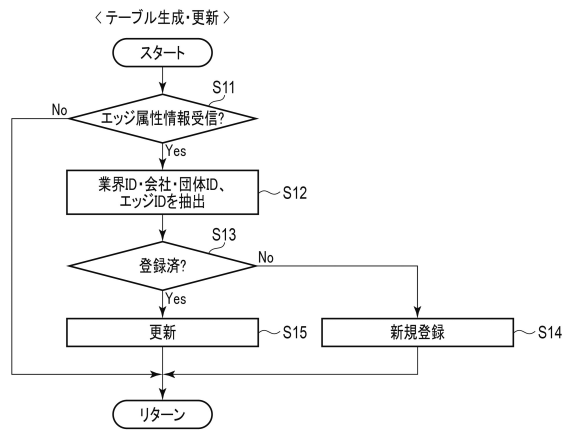 〈テーブル生成・更新〉
スタート
S11
エッジ属性情報受信?
No
Yes
業界ID・会社・団体ID、
エッジIDを抽出
S12
S13
登録済?
No
Yes
更新
S15
新規登録
S14
リターン